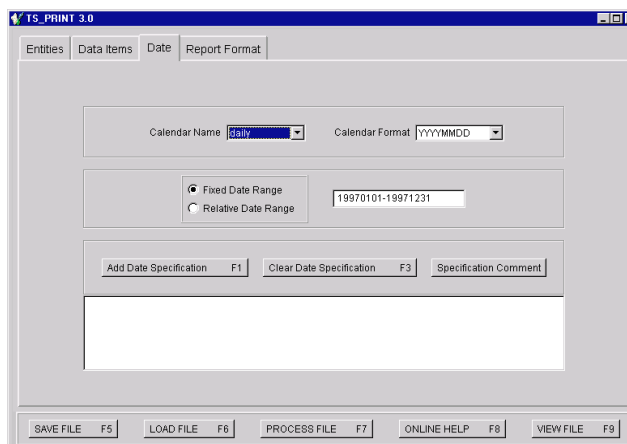 TS_PRINT 3.0
Entities Data Items Date Report Format
Calendar Name daily Calendar Format YYYYMMDD
Fixed Date Range
19970101-19971231
Relative Date Range
Add Date Specification F1 Clear Date Specification F3 Specification Comment
SAVE FILE F5 LOAD FILE F6 PROCESS FILE F7 ONLINE HELP F8 VIEW FILE F9